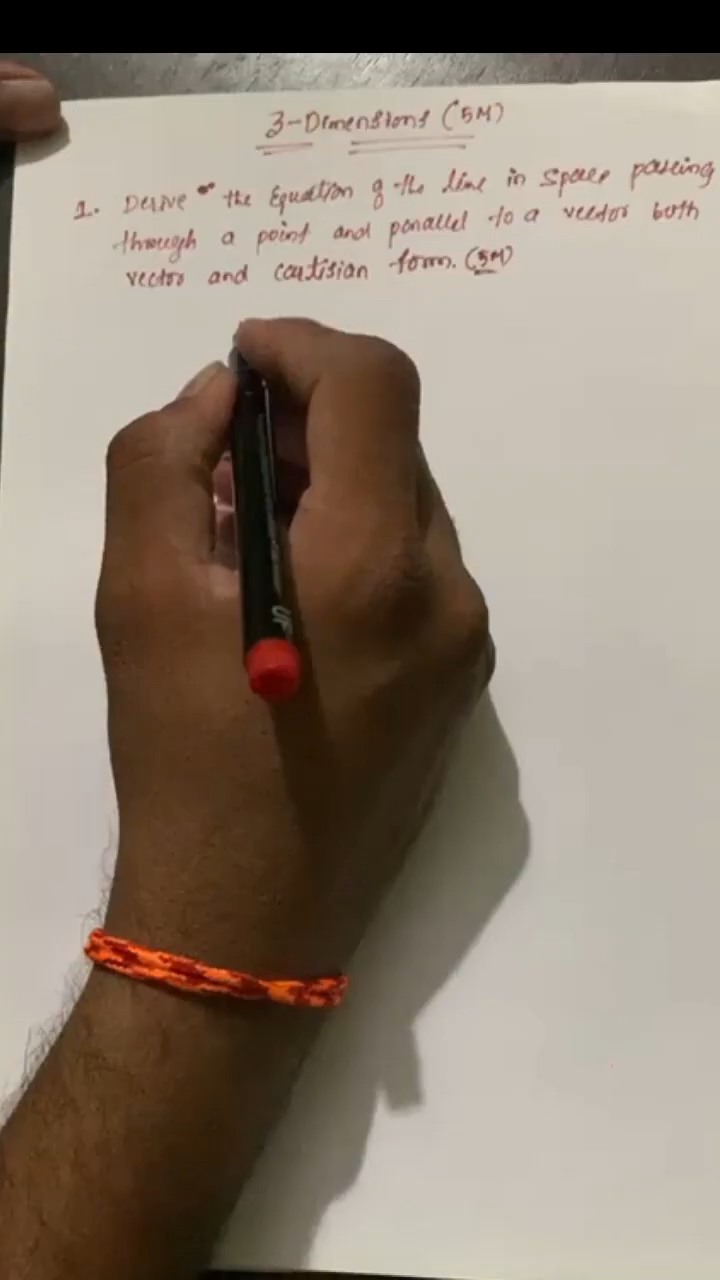 3-Dimensions (5M)
1. Derive the Equation of the line in space passing
through a point and parallel to a vector both
vector and cartisian form. (5M)
UF